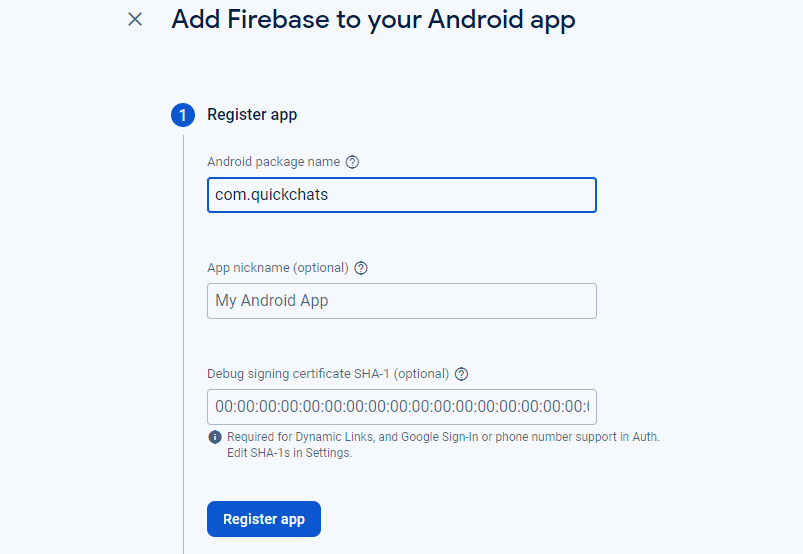 Add Firebase to your Android app
1
Register app
Android package name
com.quickchats
App nickname (optional)
My Android App
Debug signing certificate SHA-1 (optional)
00:00:00:00:00:00:00:00:00:00:00:00:00:00:00:00:00:
Required for Dynamic Links, and Google Sign-In or phone number support in Auth.
Edit SHA-1s in Settings.
Register app